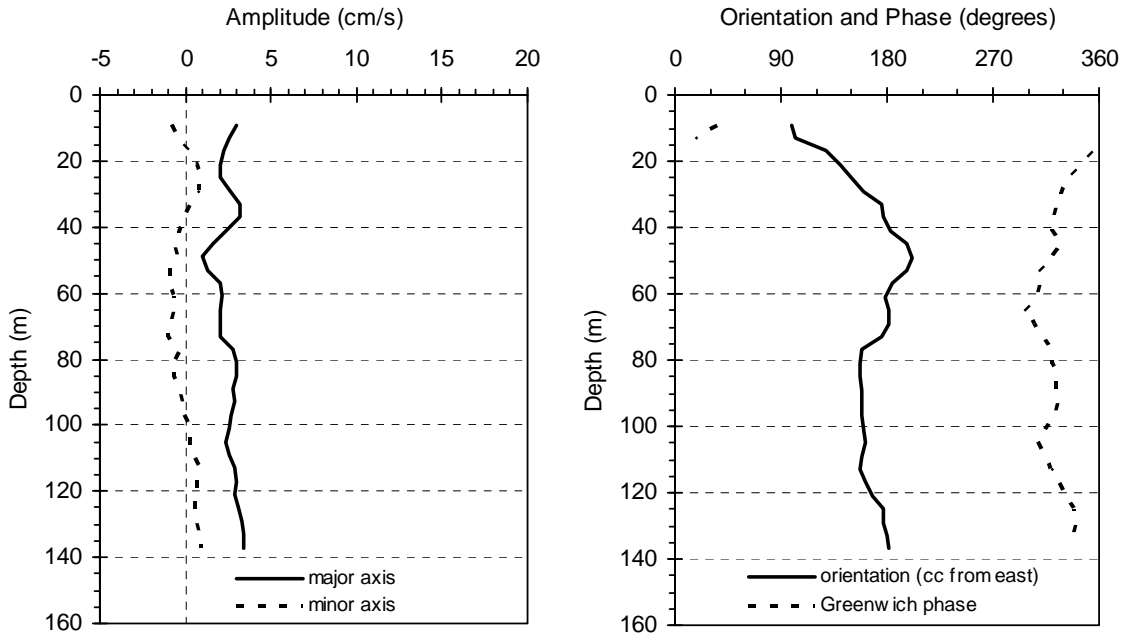 Amplitude (cm/s)
-5 0 5 10 15 20
0
20
40
60
80
100
120
140
160
Depth (m)
major axis
minor axis
Orientation and Phase (degrees)
0 90 180 270 360
0
20
40
60
80
100
120
140
160
Depth (m)
orientation (cc from east)
Greenwich phase